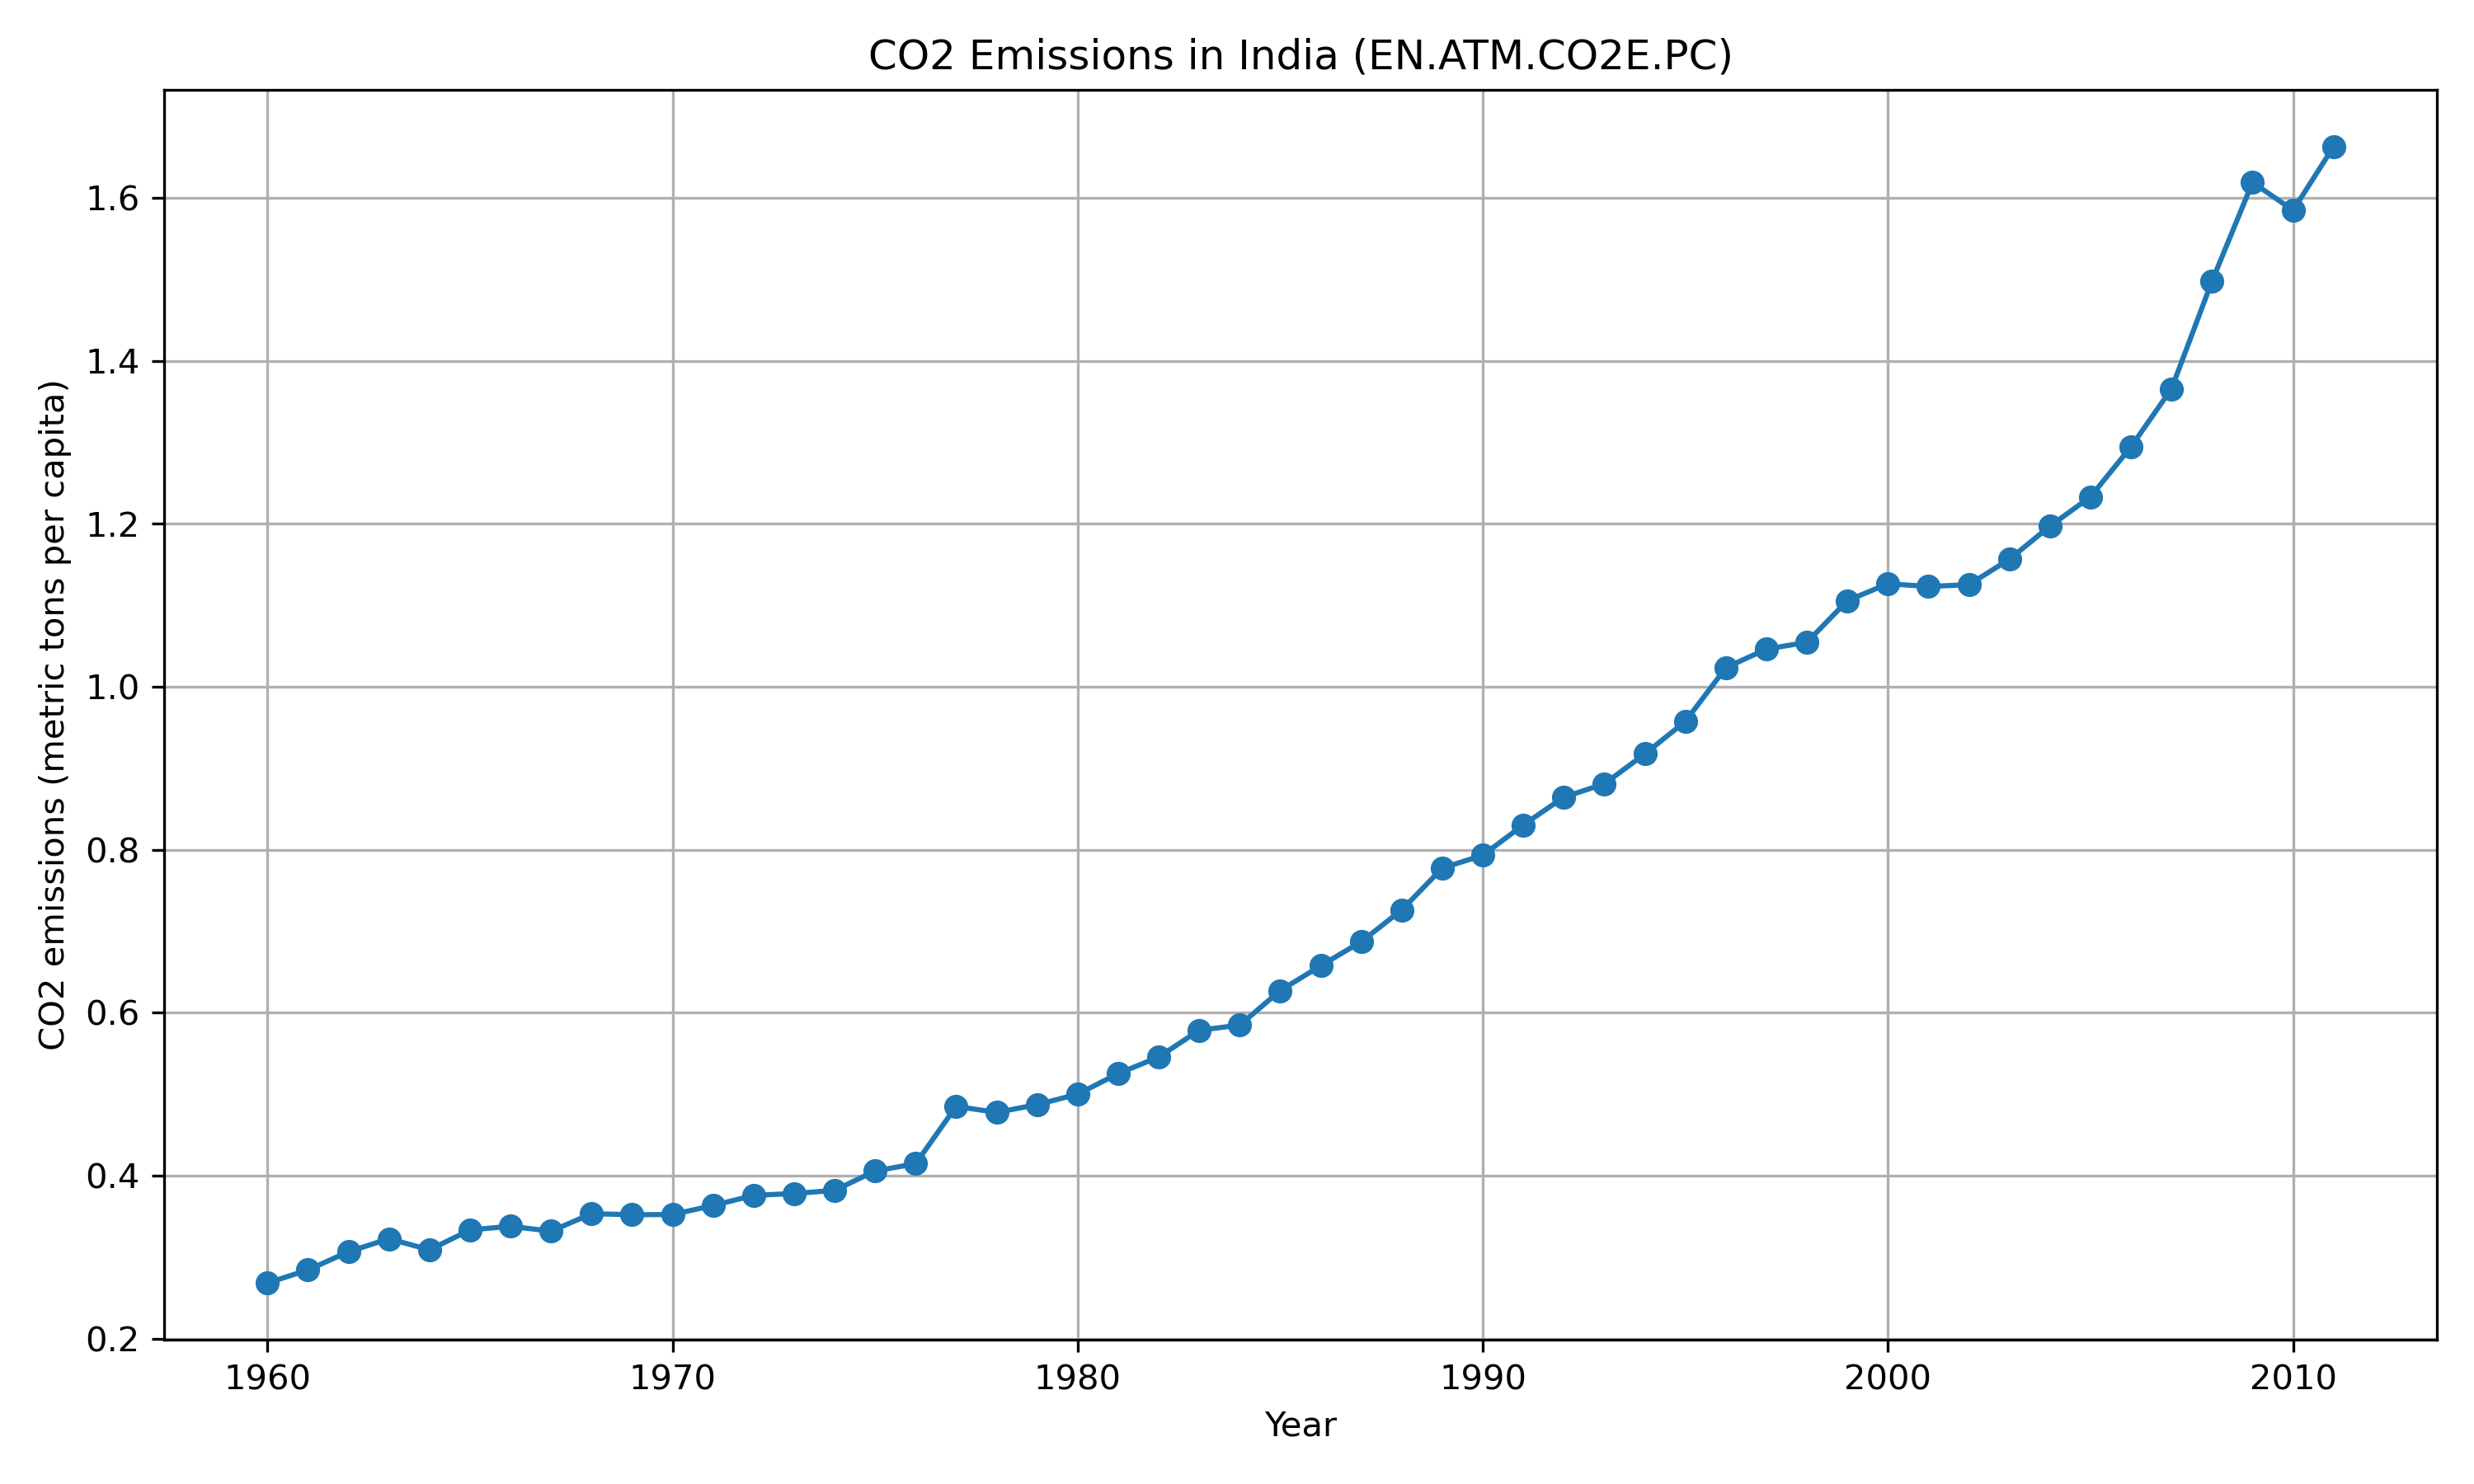 CO2 Emissions in India (EN.ATM.CO2E.PC)
CO2 emissions (metric tons per capita)
1.6
1.4
1.2
1.0
0.8
0.6
0.4
0.2
1960 1970 1980 1990 2000 2010
Year